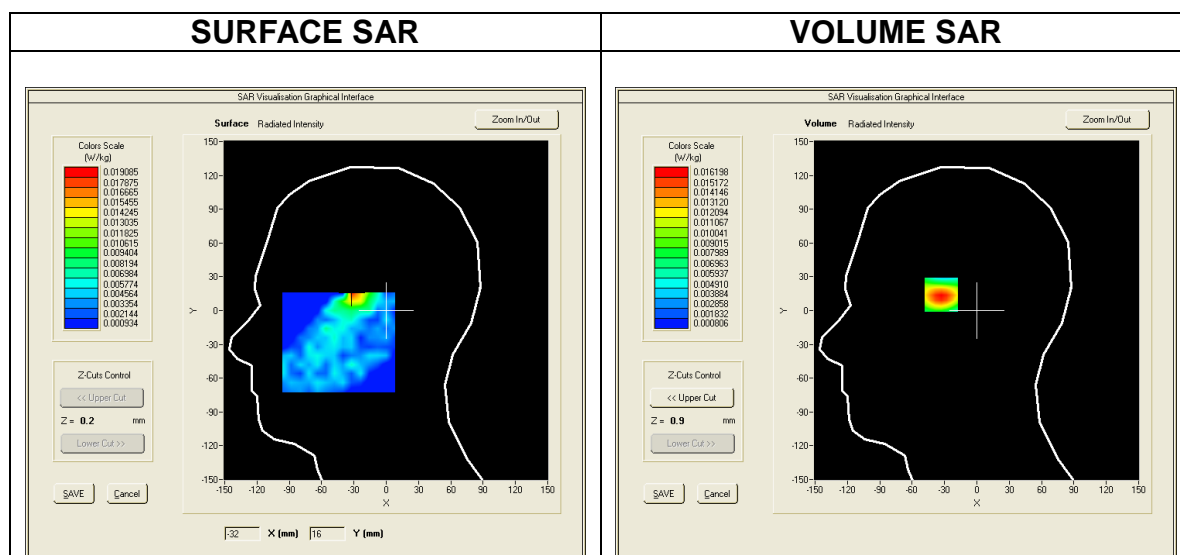 SURFACE SAR
VOLUME SAR
SAR Visualisation Graphical Interface
Surface Radiated Intensity
Zoom In/Out
Colors Scale
(W/kg)
0.019085
0.017875
0.016665
0.015455
0.014245
0.013035
0.011825
0.010615
0.009404
0.008194
0.006984
0.005774
0.004564
0.003354
0.002144
0.000934
Z-Cuts Control
<< Upper Cut
Z = 0.2 mm
Lower Cut >>
SAVE Cancel
150
120
90
60
30
0
-30
-60
-90
-120
-150
Y
-150 -120 -90 -60 -30 0 30 60 90 120 150
X
-32 X (mm) 16 Y (mm)
SAR Visualisation Graphical Interface
Volume Radiated Intensity
Zoom In/Out
Colors Scale
(W/kg)
0.016198
0.015172
0.014146
0.013120
0.012094
0.011067
0.010041
0.009015
0.007989
0.006963
0.005937
0.004910
0.003884
0.002858
0.001832
0.000806
Z-Cuts Control
<< Upper Cut
Z = 0.9 mm
Lower Cut >>
SAVE Cancel
150
120
90
60
30
0
-30
-60
-90
-120
-150
Y
-150 -120 -90 -60 -30 0 30 60 90 120 150
X